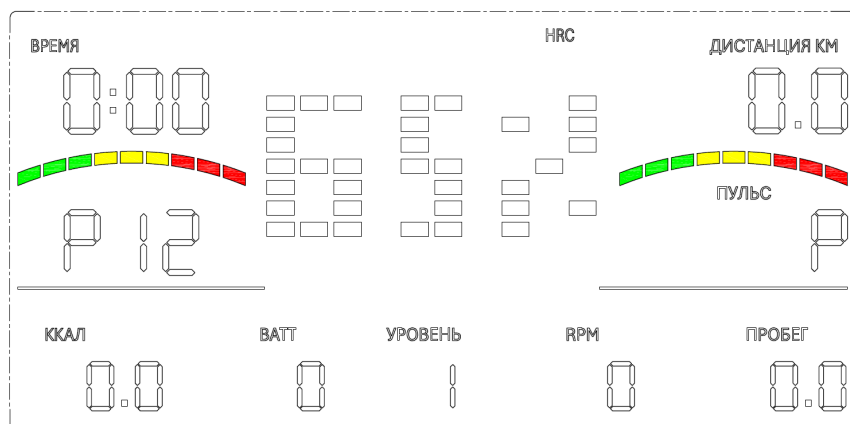 ВРЕМЯ HRC ДИСТАНЦИЯ КМ
0:00 65% 0.0
ПУЛЬС
P12 P
ККАЛ ВАТТ УРОВЕНЬ RPM ПРОБЕГ
0.0 0 1 0 0.0